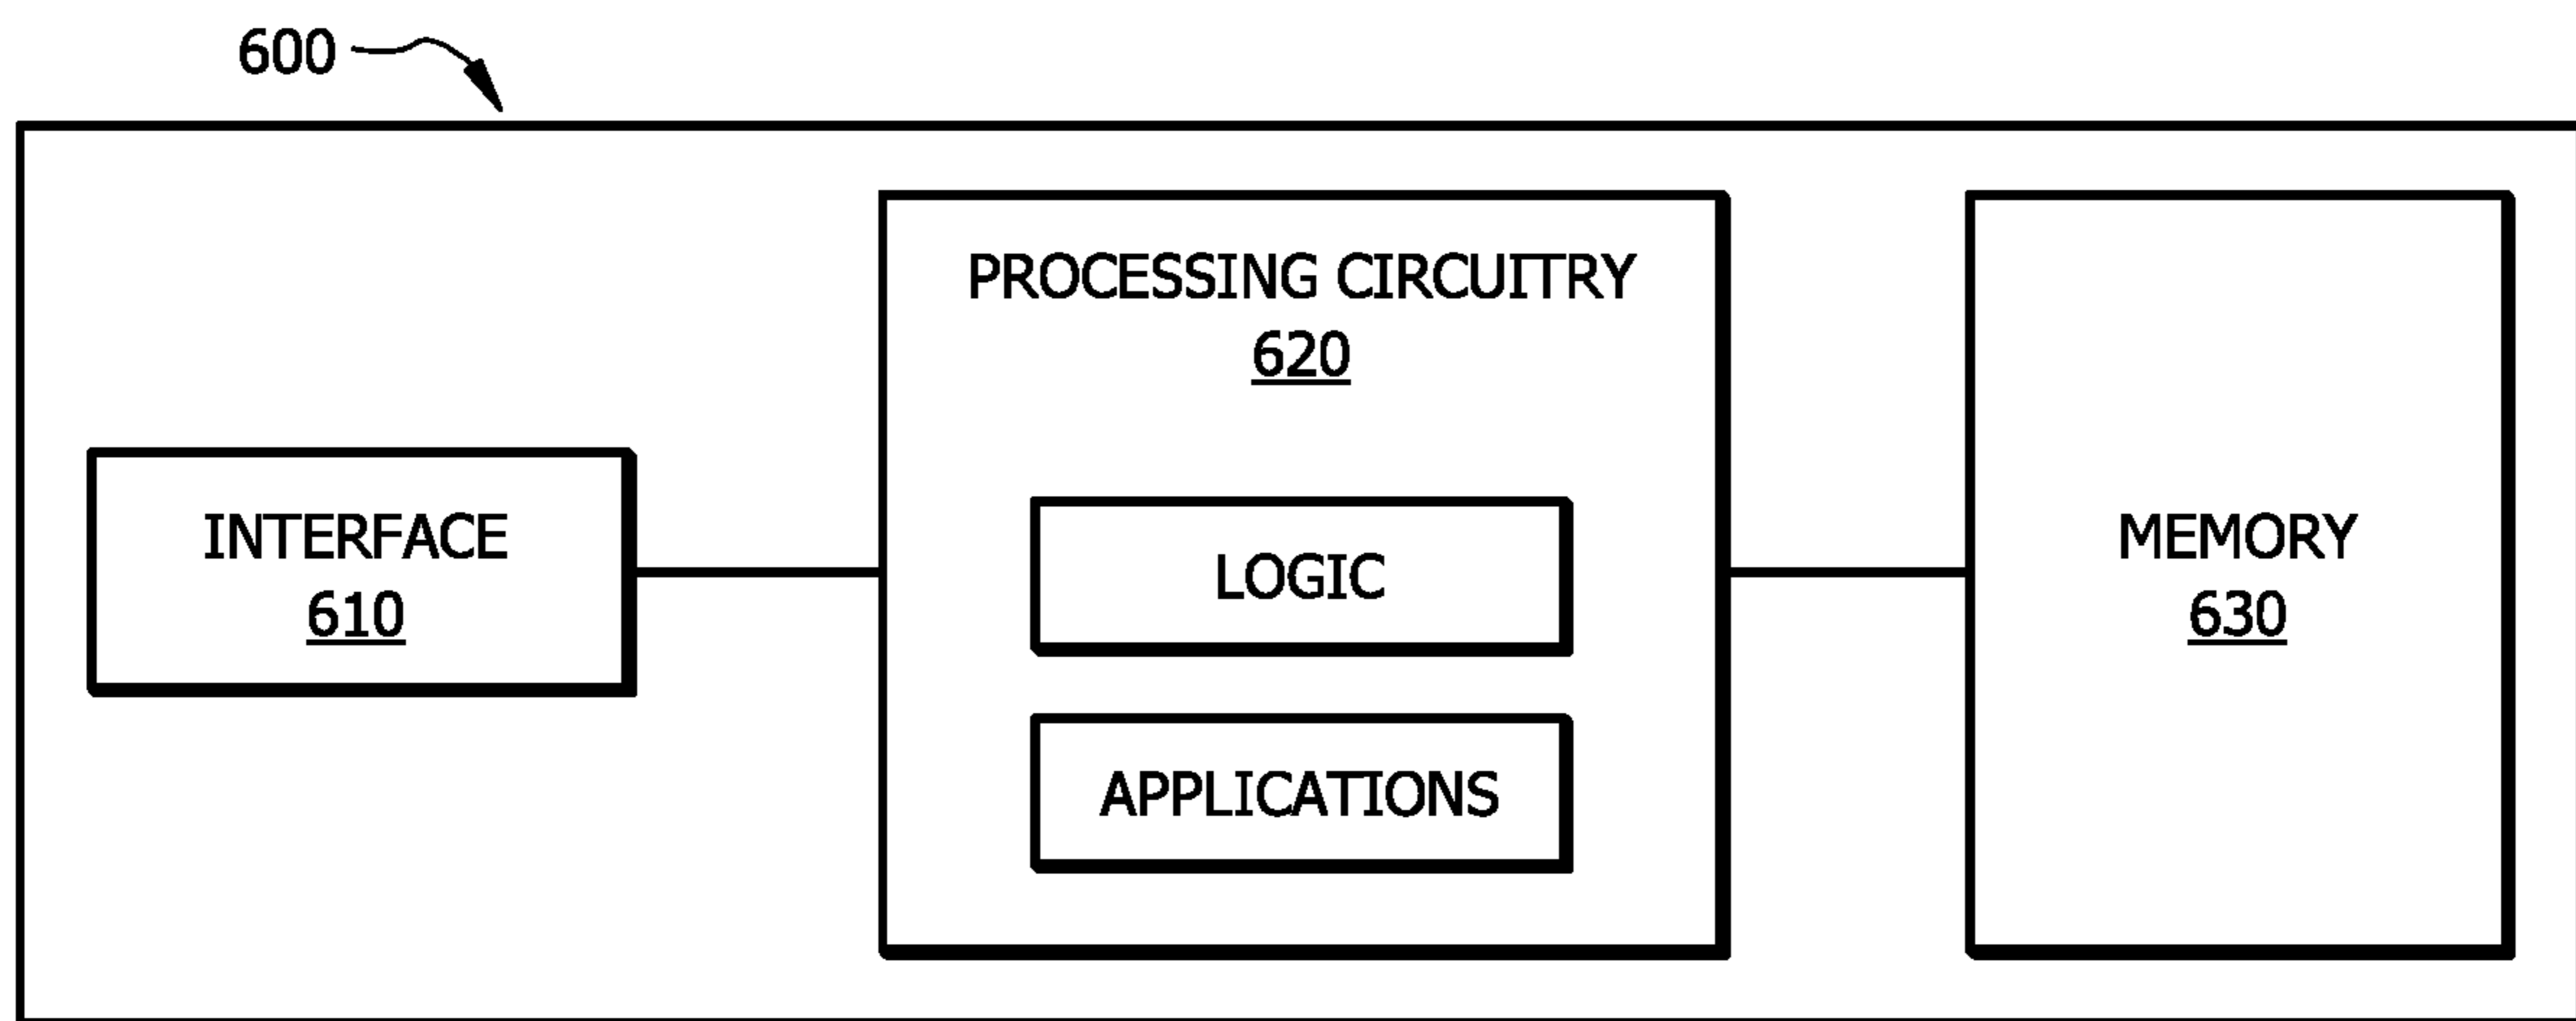 600
PROCESSING CIRCUITRY
620
INTERFACE
610
LOGIC
APPLICATIONS
MEMORY
630